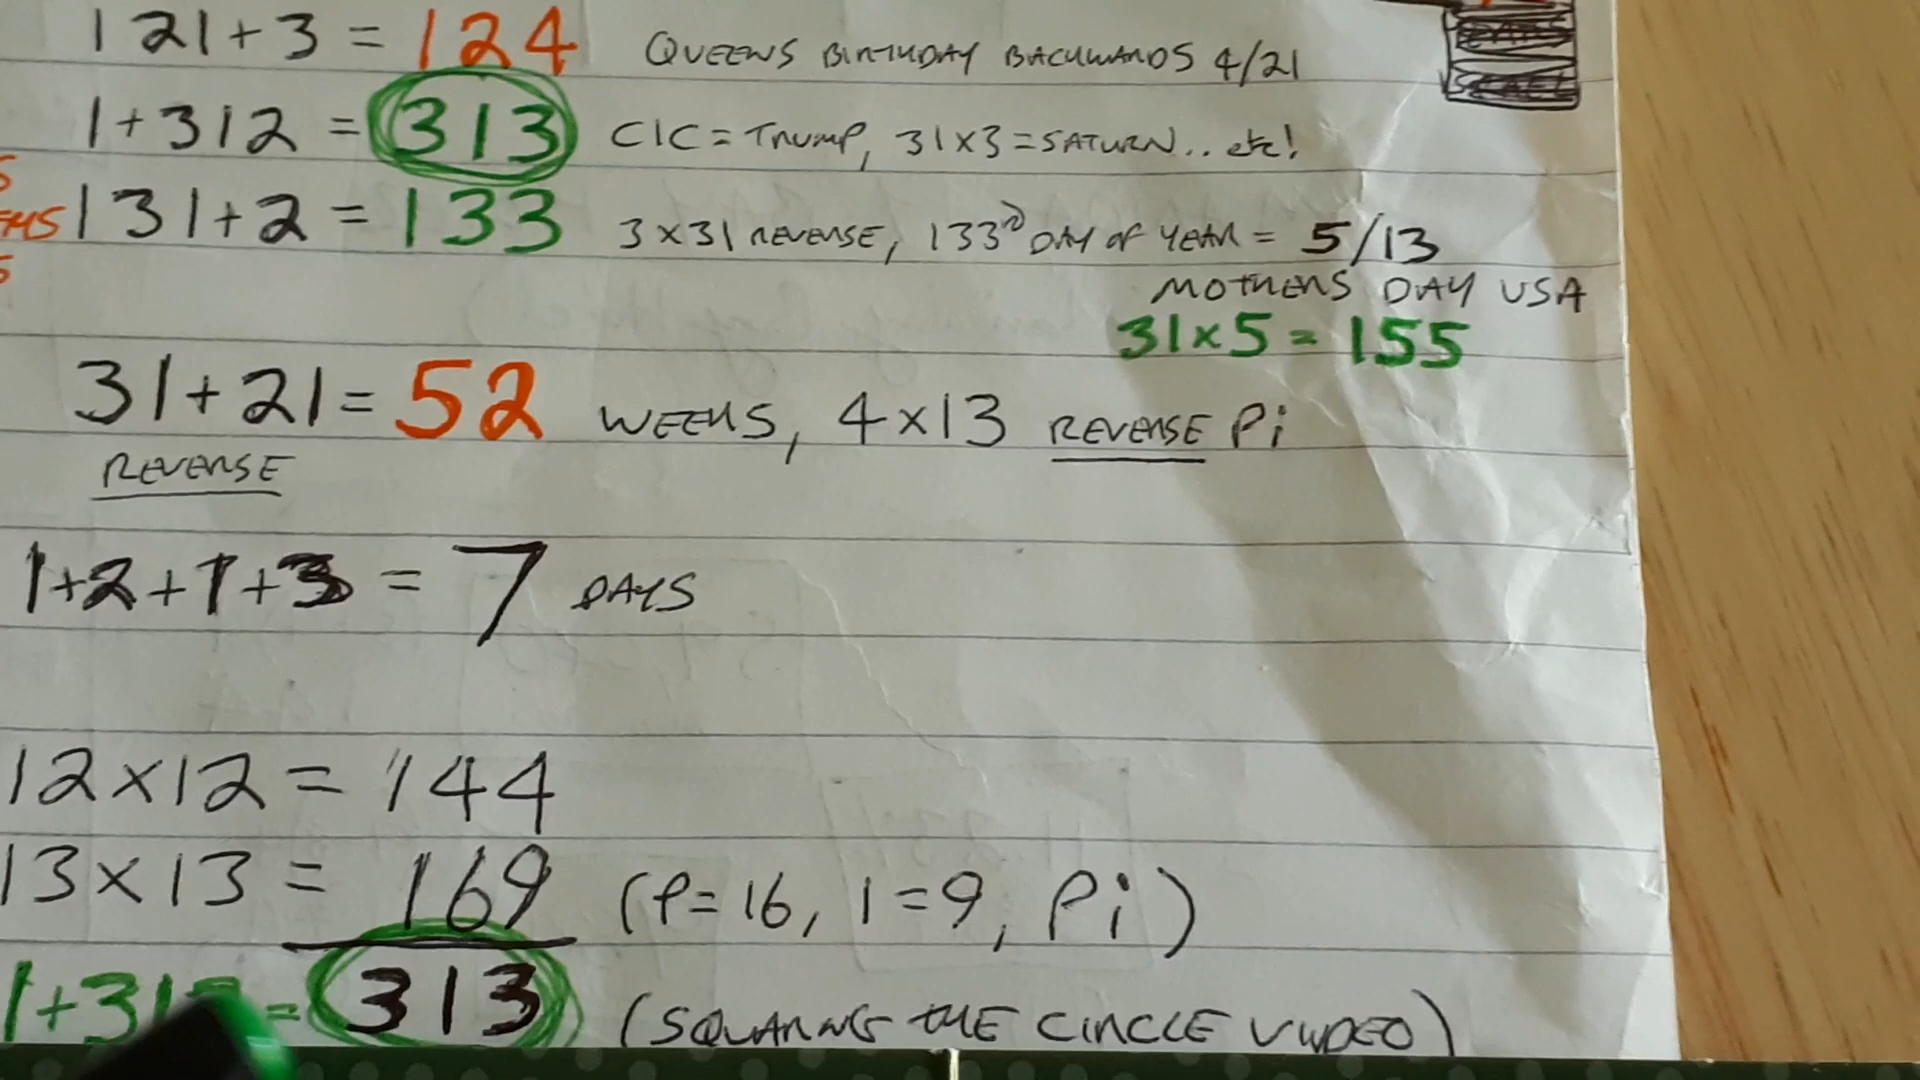 121+3 = 124 QUEENS BIRTHDAY BACKWARDS 4/21
1+312 = 313 CIC = TRUMP, 31x3 = SATURN.. etc!
131+2 = 133 3x31 REVERSE, 133RD DAY OF YEAR = 5/13
MOTHERS DAY USA
31x5 = 155
31+21 = 52 WEEKS, 4x13 REVERSE Pi
REVERSE
1+2+1+3 = 7 DAYS
12x12 = 144
13x13 = 169 (P=16, I=9, Pi)
1+31 = 313 (SQUARING THE CIRCLE VIDEO)